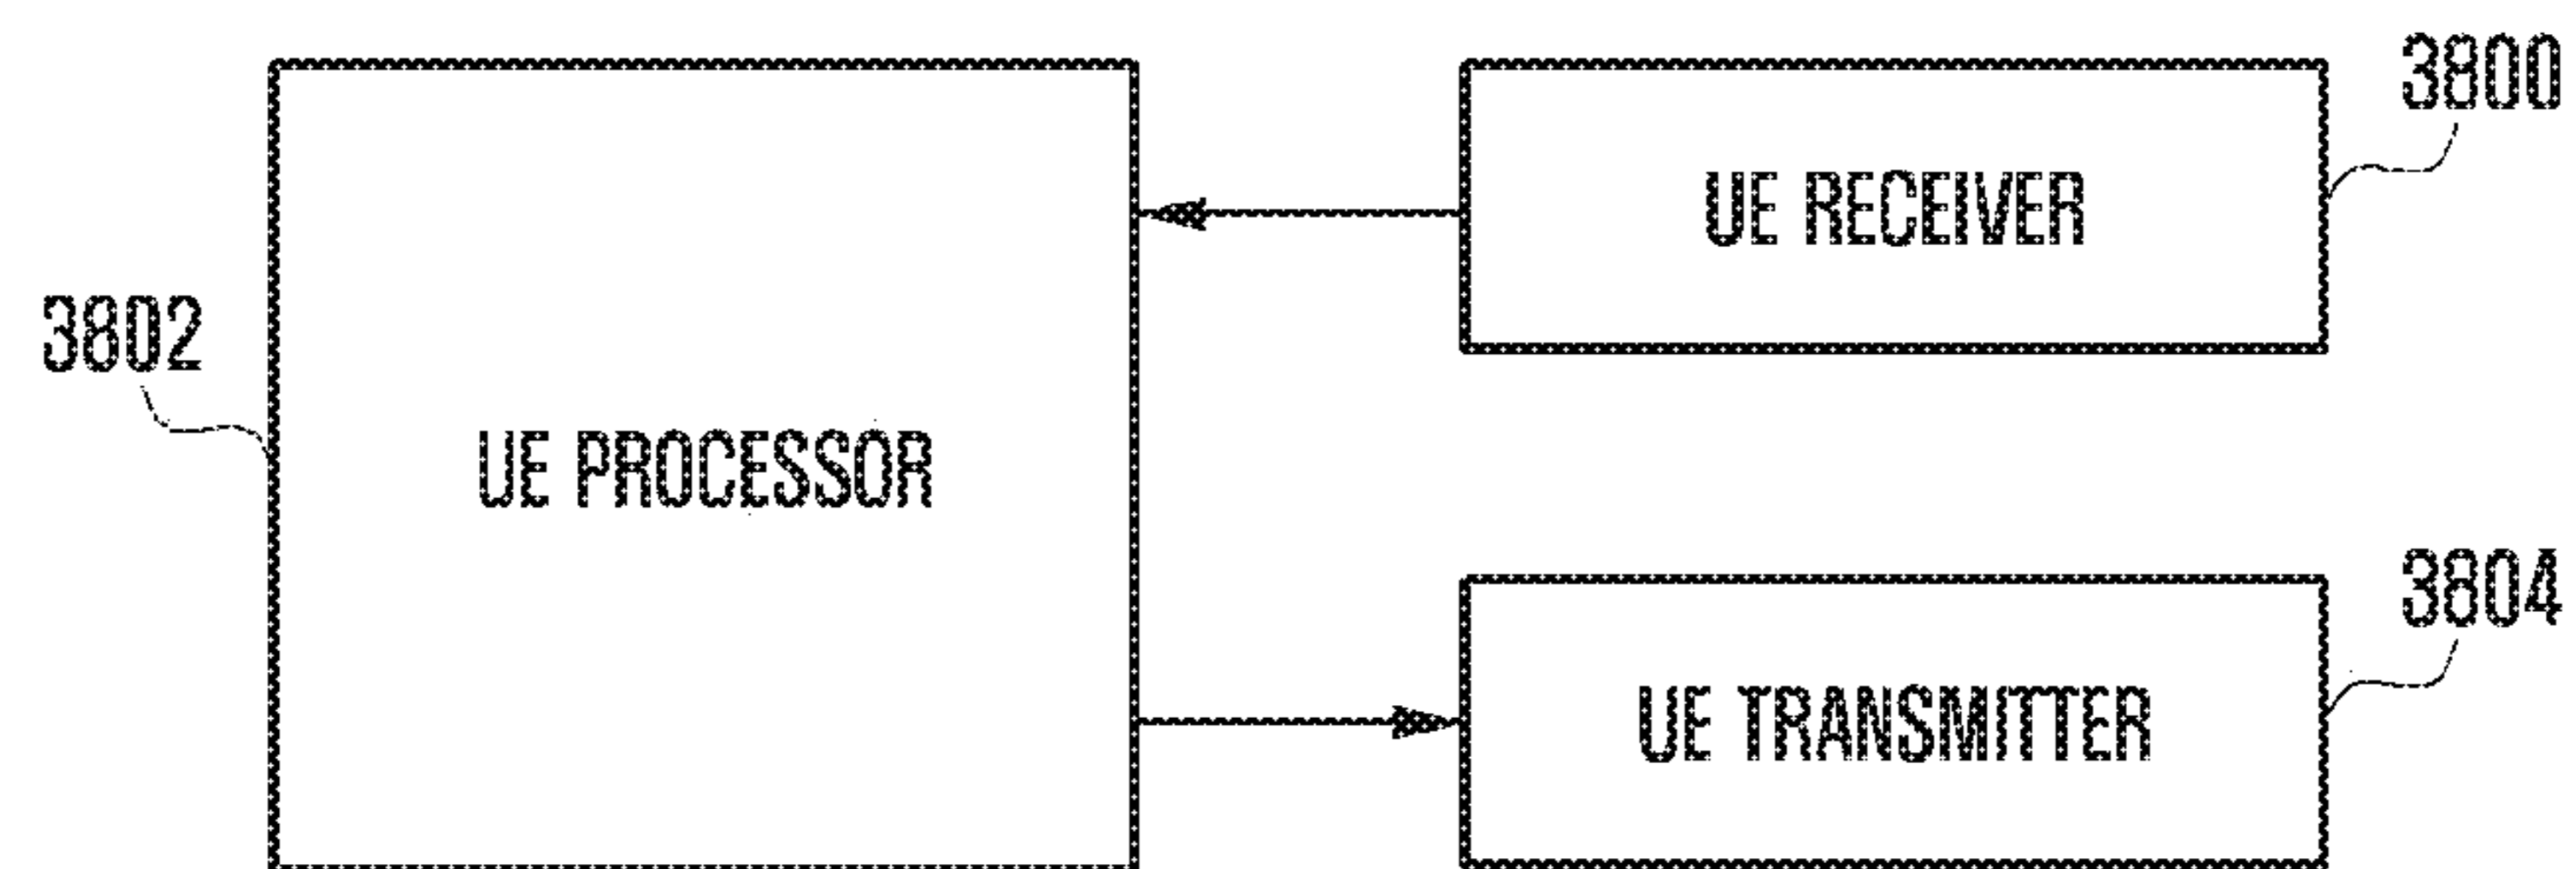 3800
UE RECEIVER
3802
UE PROCESSOR
3804
UE TRANSMITTER